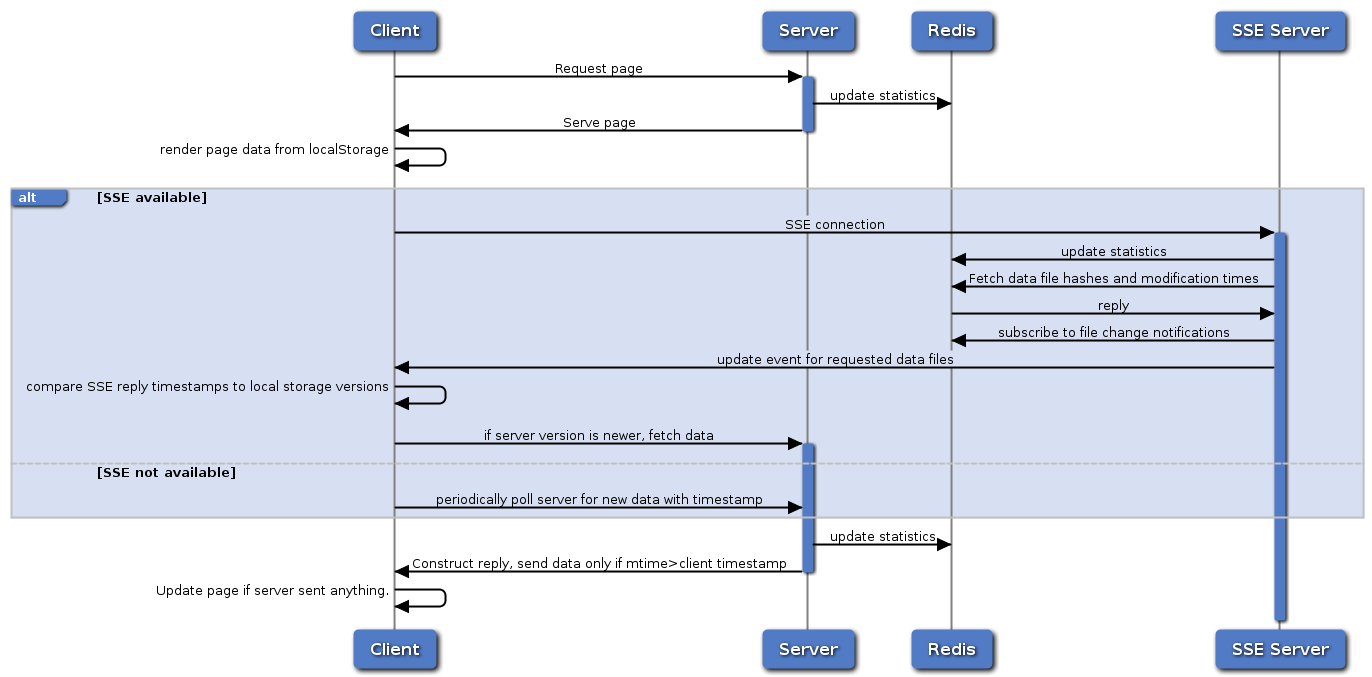 Client
Server
Redis
SSE Server
Request page
update statistics
Serve page
render page data from localStorage
alt
[SSE available]
SSE connection
update statistics
Fetch data file hashes and modification times
reply
subscribe to file change notifications
update event for requested data files
compare SSE reply timestamps to local storage versions
if server version is newer, fetch data
[SSE not available]
periodically poll server for new data with timestamp
update statistics
Construct reply, send data only if mtime>client timestamp
Update page if server sent anything.
Client
Server
Redis
SSE Server